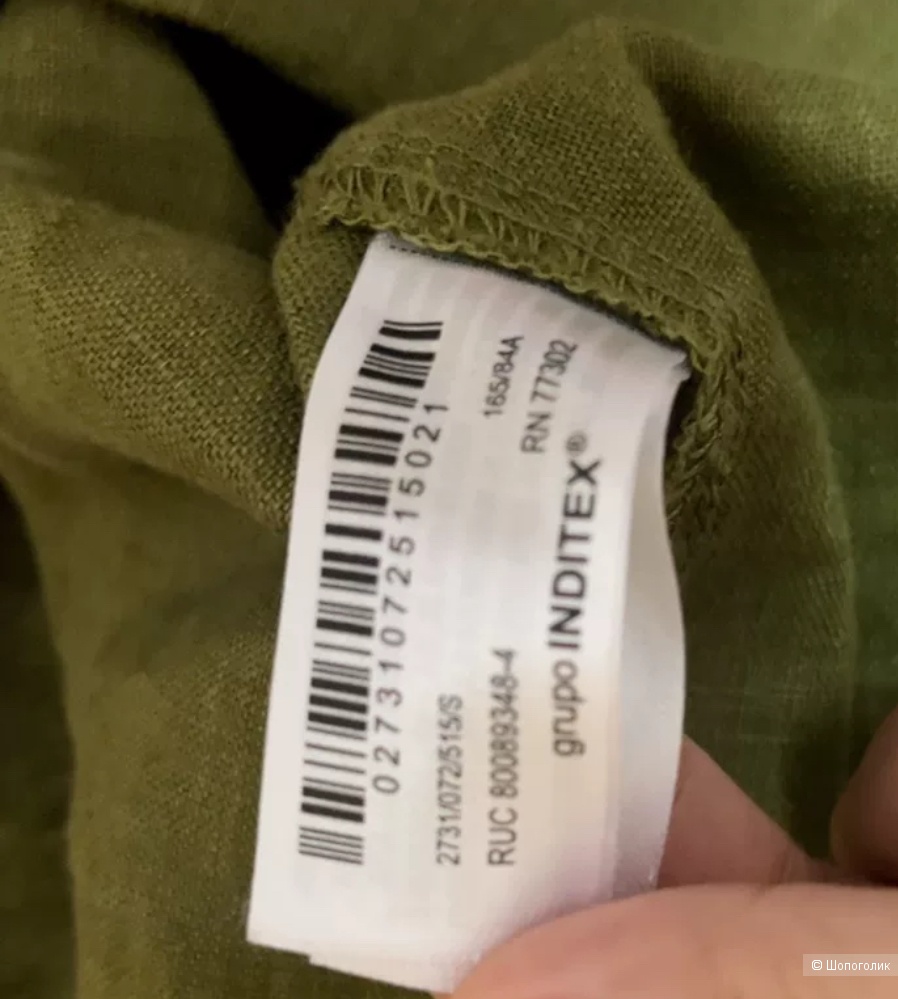 02731072515021
2731/072/515/S
165/84A
RUC 80089348-4
RN 77302
grupo INDITEX®
© Шопоголик